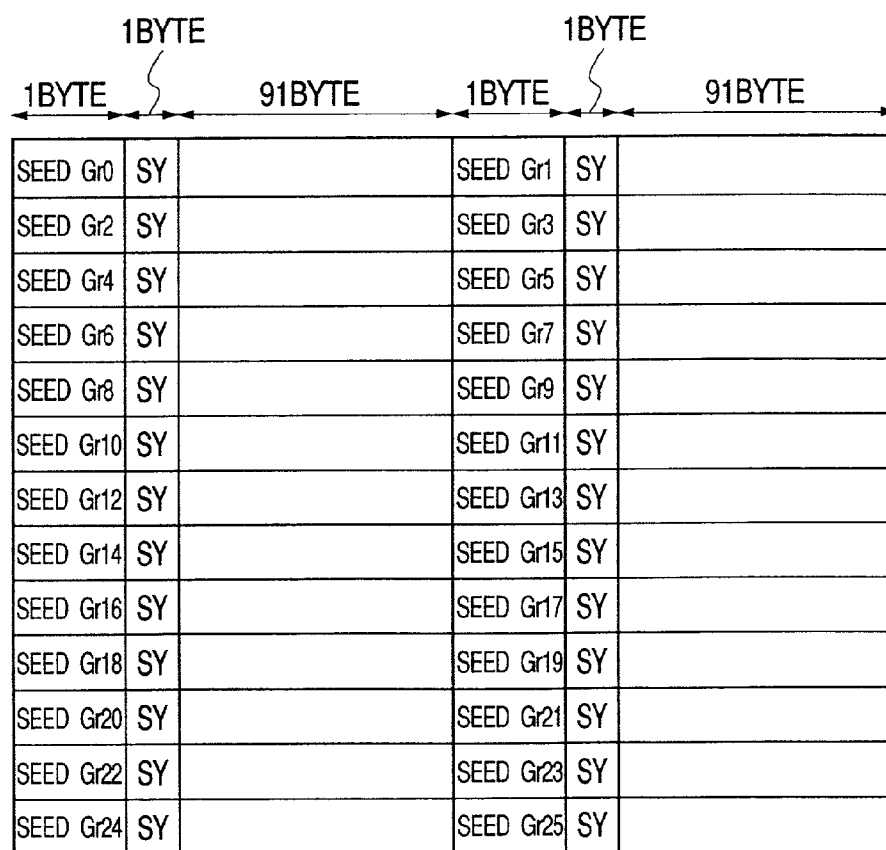 1BYTE 1BYTE
1BYTE 91BYTE 1BYTE 91BYTE
SEED Gr0 SY SEED Gr1 SY
SEED Gr2 SY SEED Gr3 SY
SEED Gr4 SY SEED Gr5 SY
SEED Gr6 SY SEED Gr7 SY
SEED Gr8 SY SEED Gr9 SY
SEED Gr10 SY SEED Gr11 SY
SEED Gr12 SY SEED Gr13 SY
SEED Gr14 SY SEED Gr15 SY
SEED Gr16 SY SEED Gr17 SY
SEED Gr18 SY SEED Gr19 SY
SEED Gr20 SY SEED Gr21 SY
SEED Gr22 SY SEED Gr23 SY
SEED Gr24 SY SEED Gr25 SY